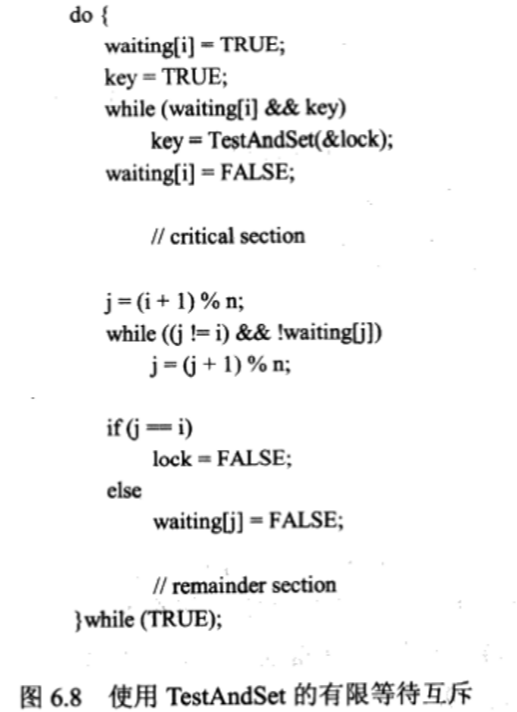 do {
waiting[i] = TRUE;
key = TRUE;
while (waiting[i] && key)
key = TestAndSet(&lock);
waiting[i] = FALSE;
// critical section
j = (i + 1) % n;
while ((j != i) && !waiting[j])
j = (j + 1) % n;
if (j == i)
lock = FALSE;
else
waiting[j] = FALSE;
// remainder section
}while (TRUE);
图 6.8 使用 TestAndSet 的有限等待互斥